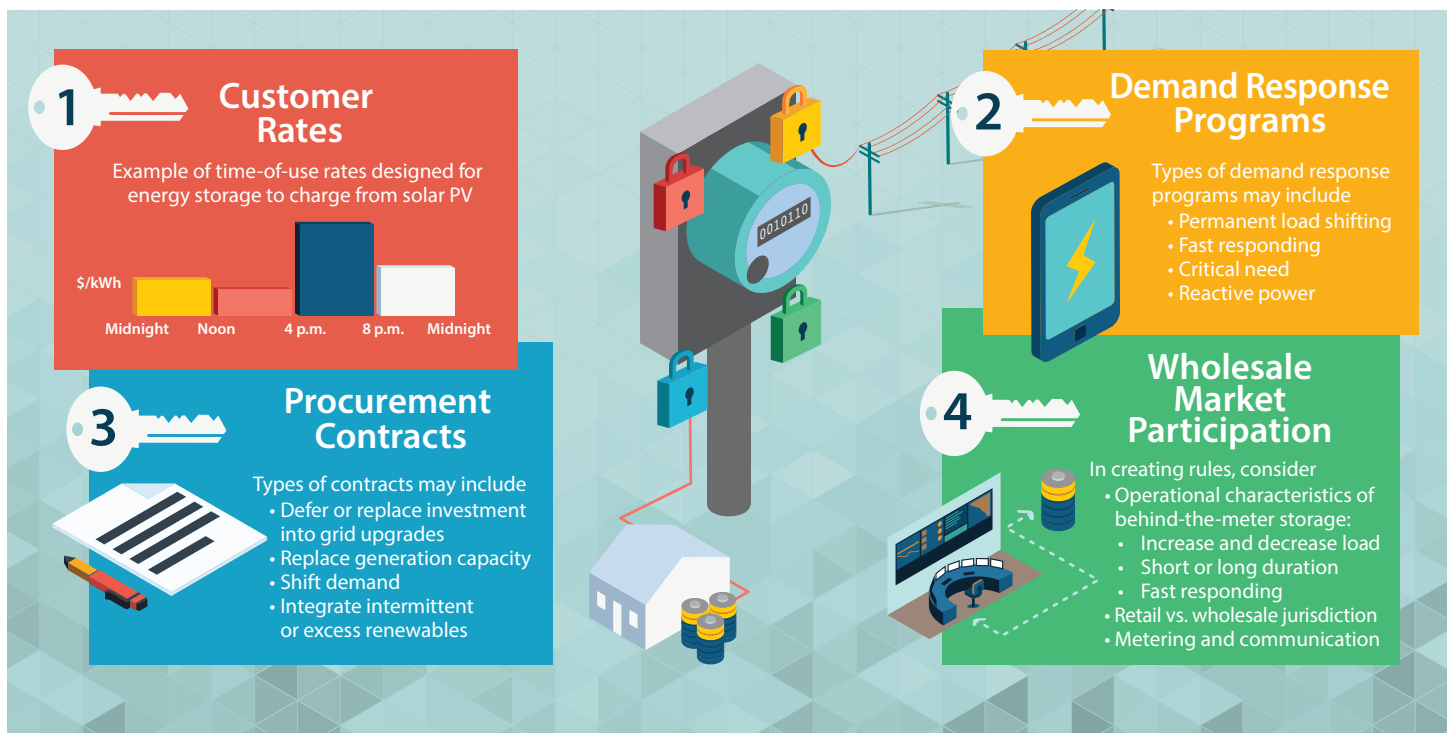 1
Customer
Rates
Example of time-of-use rates designed for
energy storage to charge from solar PV
$/kWh
Midnight Noon 4 p.m. 8 p.m. Midnight
0010110
2
Demand Response
Programs
Types of demand response
programs may include
• Permanent load shifting
• Fast responding
• Critical need
• Reactive power
3
Procurement
Contracts
Types of contracts may include
• Defer or replace investment
into grid upgrades
• Replace generation capacity
• Shift demand
• Integrate intermittent
or excess renewables
4
Wholesale
Market
Participation
In creating rules, consider
• Operational characteristics of
behind-the-meter storage:
• Increase and decrease load
• Short or long duration
• Fast responding
• Retail vs. wholesale jurisdiction
• Metering and communication